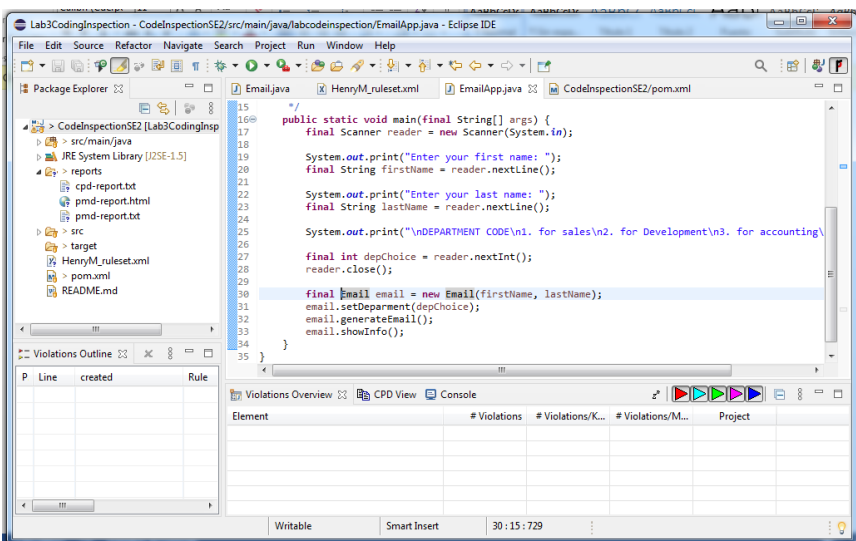 Lab3CodingInspection - CodeInspectionSE2/src/main/java/labcodeinspection/EmailApp.java - Eclipse IDE
File Edit Source Refactor Navigate Search Project Run Window Help
Package Explorer
> CodeInspectionSE2 [Lab3CodingInsp
> src/main/java
JRE System Library [J2SE-1.5]
> reports
cpd-report.txt
pmd-report.html
pmd-report.txt
> src
> target
HenryM_ruleset.xml
> pom.xml
README.md
Email.java HenryM_ruleset.xml EmailApp.java CodeInspectionSE2/pom.xml
15 */
16 public static void main(final String[] args) {
17 final Scanner reader = new Scanner(System.in);
18
19 System.out.print("Enter your first name: ");
20 final String firstName = reader.nextLine();
21
22 System.out.print("Enter your last name: ");
23 final String lastName = reader.nextLine();
24
25 System.out.print("\nDEPARTMENT CODE\n1. for sales\n2. for Development\n3. for accounting\
26
27 final int depChoice = reader.nextInt();
28 reader.close();
29
30 final Email email = new Email(firstName, lastName);
31 email.setDeparment(depChoice);
32 email.generateEmail();
33 email.showInfo();
34 }
35 }
Violations Outline
P Line created Rule
Violations Overview CPD View Console
Element # Violations # Violations/K... # Violations/M... Project
Writable Smart Insert 30 : 15 : 729